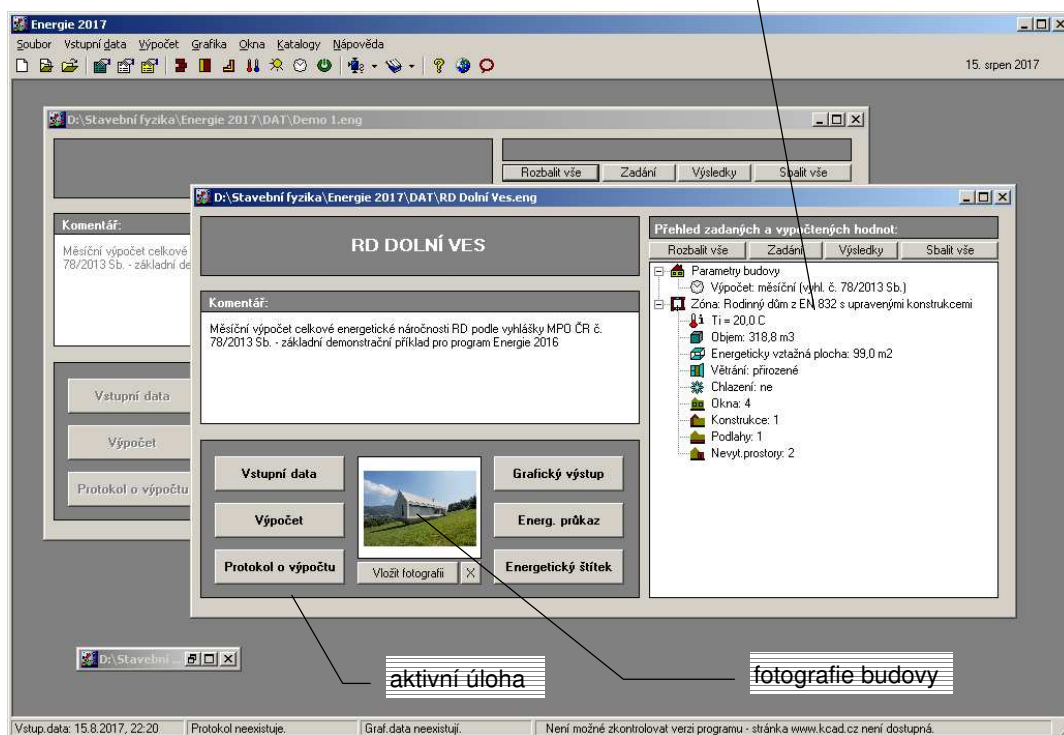 Energie 2017
Soubor Vstupní data Výpočet Grafika Okna Katalogy Nápověda
15. srpen 2017
D:\Stavební fyzika\Energie 2017\DAT\Demo 1.eng
Rozbalit vše Zadání Výsledky Sbalit vše
D:\Stavební fyzika\Energie 2017\DAT\RD Dolní Ves.eng
Komentář:
Měsíční výpočet celkové
78/2013 Sb. - základní de
Vstupní data
Výpočet
Protokol o výpočtu
RD DOLNÍ VES
Komentář:
Měsíční výpočet celkové energetické náročnosti RD podle vyhlášky MPO ČR č.
78/2013 Sb. - základní demonstrační příklad pro program Energie 2016
Vstupní data
Výpočet
Protokol o výpočtu
Vložit fotografii X
Grafický výstup
Energ. průkaz
Energetický štítek
Přehled zadaných a vypočtených hodnot:
Rozbalit vše Zadání Výsledky Sbalit vše
Parametry budovy
Výpočet: měsíční (vyhl. č. 78/2013 Sb.)
Zóna: Rodinný dům z EN 832 s upravenými konstrukcemi
Ti = 20,0 C
Objem: 318,8 m3
Energeticky vztažná plocha: 99,0 m2
Větrání: přirozené
Chlazení: ne
Okna: 4
Konstrukce: 1
Podlahy: 1
Nevyt.prostory: 2
D:\Stavební ...
aktivní úloha
fotografie budovy
Vstup.data: 15.8.2017, 22:20 Protokol neexistuje. Graf.data neexistují. Není možné zkontrolovat verzi programu - stránka www.kcad.cz není dostupná.